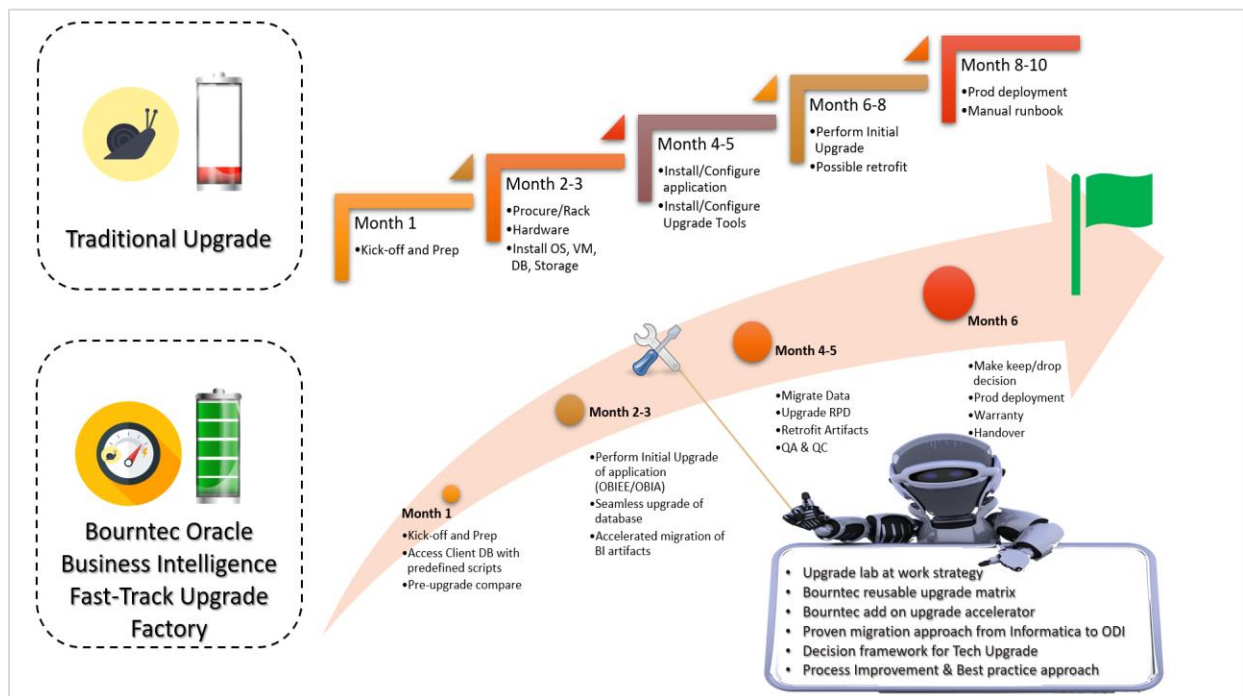 Traditional Upgrade
Month 1
•Kick-off and Prep
Month 2-3
•Procure/Rack
•Hardware
•Install OS, VM,
DB, Storage
Month 4-5
•Install/Configure
application
•Install/Configure
Upgrade Tools
Month 6-8
•Perform Initial
Upgrade
•Possible retrofit
Month 8-10
•Prod deployment
•Manual runbook
Bourntec Oracle
Business Intelligence
Fast-Track Upgrade
Factory
Month 1
•Kick-off and Prep
•Access Client DB with
predefined scripts
•Pre-upgrade compare
Month 2-3
•Perform Initial Upgrade
of application
(OBIEE/OBIA)
•Seamless upgrade of
database
•Accelerated migration of
BI artifacts
Month 4-5
•Migrate Data
•Upgrade RPD
•Retrofit Artifacts
•QA & QC
Month 6
•Make keep/drop
decision
•Prod deployment
•Warranty
•Handover
• Upgrade lab at work strategy
• Bourntec reusable upgrade matrix
• Bourntec add on upgrade accelerator
• Proven migration approach from Informatica to ODI
• Decision framework for Tech Upgrade
• Process Improvement & Best practice approach